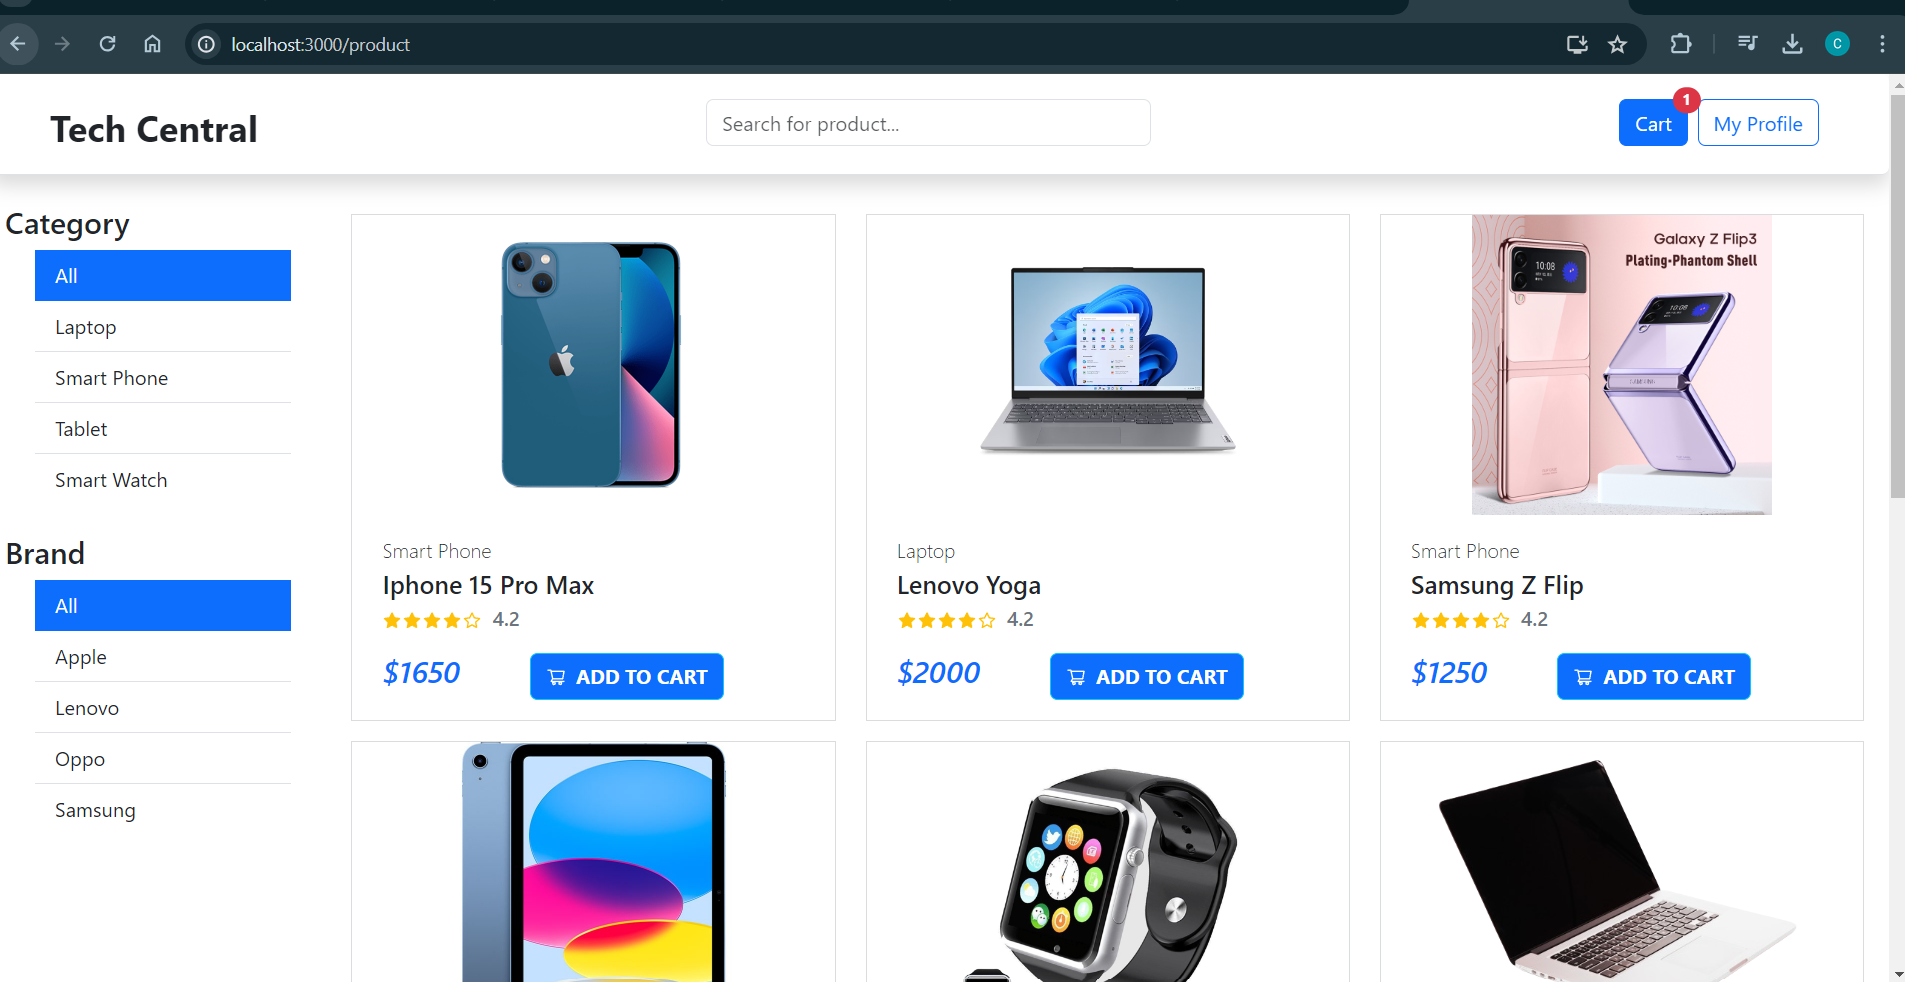 localhost:3000/product
C
Tech Central
Search for product...
Cart
1
My Profile
Category
All
Laptop
Smart Phone
Tablet
Smart Watch
Brand
All
Apple
Lenovo
Oppo
Samsung
Smart Phone
Iphone 15 Pro Max
4.2
$1650
ADD TO CART
Laptop
Lenovo Yoga
4.2
$2000
ADD TO CART
Galaxy Z Flip3
Plating·Phantom Shell
10:08
10:08
SAMSUNG
Smart Phone
Samsung Z Flip
4.2
$1250
ADD TO CART